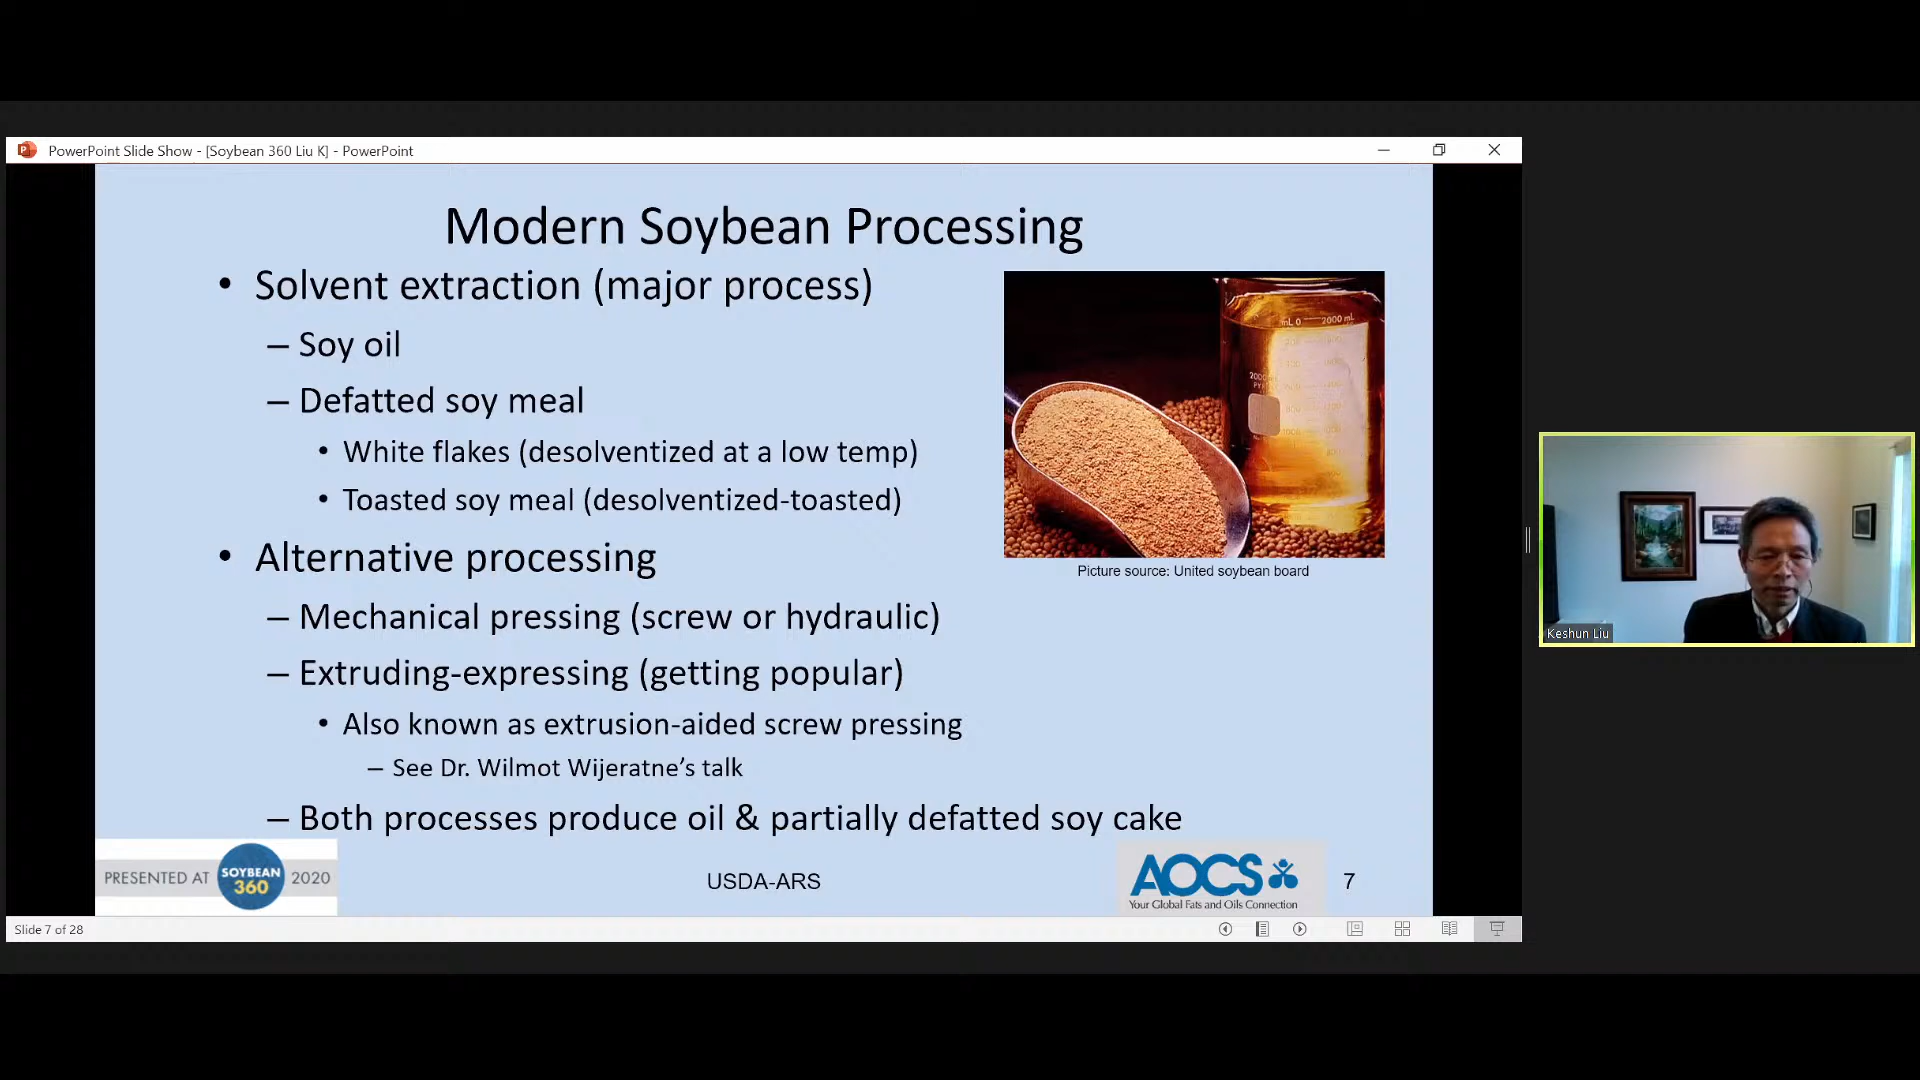 PowerPoint Slide Show - [Soybean 360 Liu K] - PowerPoint
Modern Soybean Processing
• Solvent extraction (major process)
– Soy oil
– Defatted soy meal
• White flakes (desolventized at a low temp)
• Toasted soy meal (desolventized-toasted)
• Alternative processing
– Mechanical pressing (screw or hydraulic)
– Extruding-expressing (getting popular)
• Also known as extrusion-aided screw pressing
– See Dr. Wilmot Wijeratne’s talk
– Both processes produce oil & partially defatted soy cake
mL 0 2000 mL
Picture source: United soybean board
Keshun Liu
PRESENTED AT SOYBEAN 360 2020
USDA-ARS
AOCS
Your Global Fats and Oils Connection
7
Slide 7 of 28